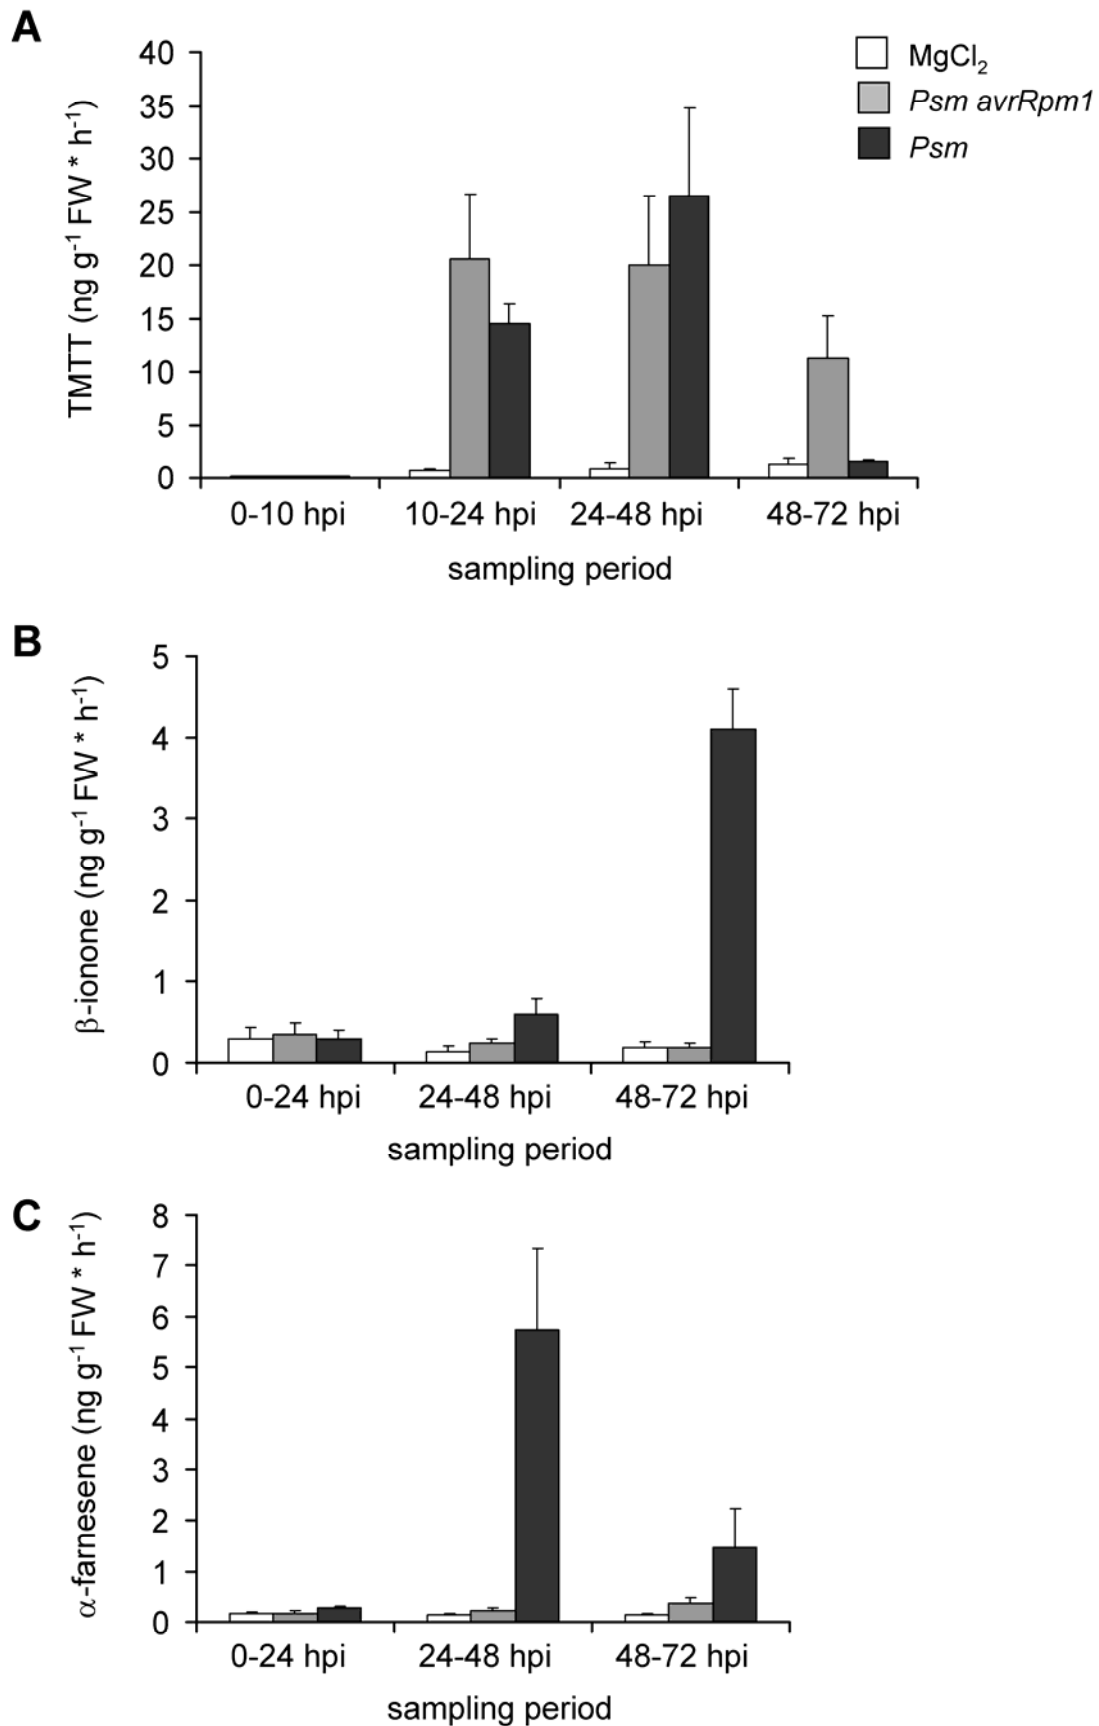 A
TMTT (ng g⁻¹ FW * h⁻¹)
40
35
30
25
20
15
10
5
0
MgCl₂
Psm avrRpm1
Psm
0-10 hpi 10-24 hpi 24-48 hpi 48-72 hpi
sampling period
B
β-ionone (ng g⁻¹ FW * h⁻¹)
5
4
3
2
1
0
0-24 hpi 24-48 hpi 48-72 hpi
sampling period
C
α-farnesene (ng g⁻¹ FW * h⁻¹)
8
7
6
5
4
3
2
1
0
0-24 hpi 24-48 hpi 48-72 hpi
sampling period